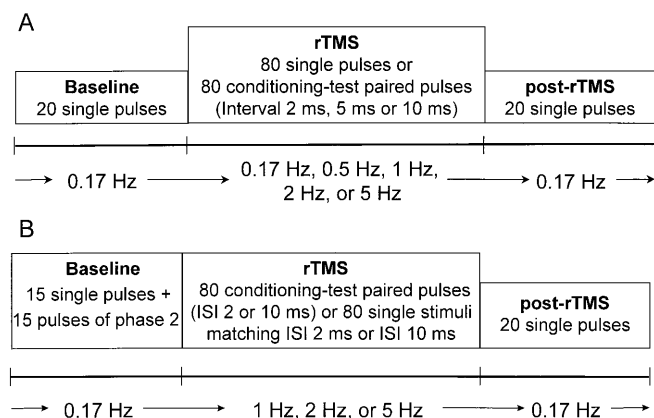 A
Baseline
20 single pulses
rTMS
80 single pulses or
80 conditioning-test paired pulses
(Interval 2 ms, 5 ms or 10 ms)
post-rTMS
20 single pulses
0.17 Hz
0.17 Hz, 0.5 Hz, 1 Hz,
2 Hz, or 5 Hz
0.17 Hz
B
Baseline
15 single pulses +
15 pulses of phase 2
rTMS
80 conditioning-test paired pulses
(ISI 2 or 10 ms) or 80 single stimuli
matching ISI 2 ms or ISI 10 ms
post-rTMS
20 single pulses
0.17 Hz
1 Hz, 2 Hz, or 5 Hz
0.17 Hz